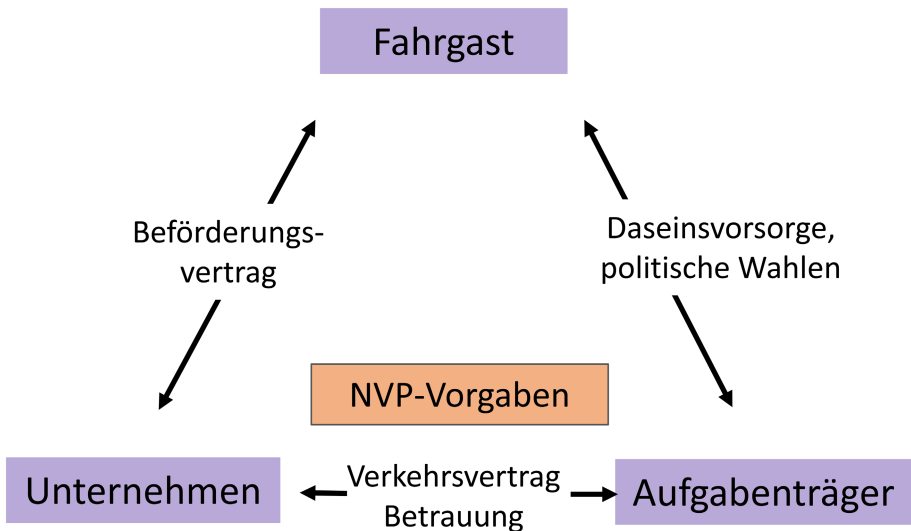 Fahrgast
Beförderungs-
vertrag
Daseinsvorsorge,
politische Wahlen
NVP-Vorgaben
Unternehmen
Verkehrsvertrag
Betrauung
Aufgabenträger